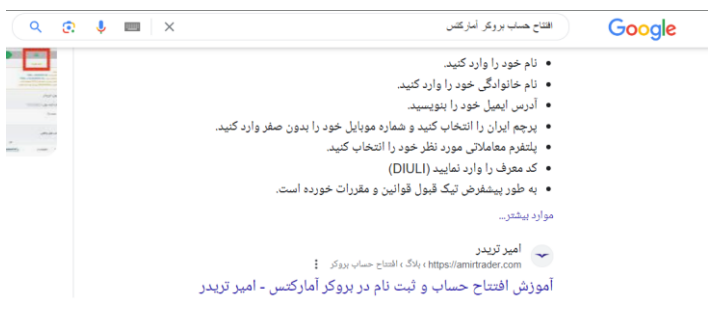 افتتاح حساب بروکر آمارکتس
Google
نام خود را وارد کنید.
نام خانوادگی خود را وارد کنید.
آدرس ایمیل خود را بنویسید.
پرچم ایران را انتخاب کنید و شماره موبایل خود را بدون صفر وارد کنید.
پلتفرم معاملاتی مورد نظر خود را انتخاب کنید.
کد معرف را وارد نمایید (DIULI)
به طور پیشفرض تیک قبول قوانین و مقررات خورده است.
موارد بیشتر...
امیر تریدر
https://amirtrader.com › بلاگ › افتتاح حساب بروکر
آموزش افتتاح حساب و ثبت نام در بروکر آمارکتس - امیر تریدر